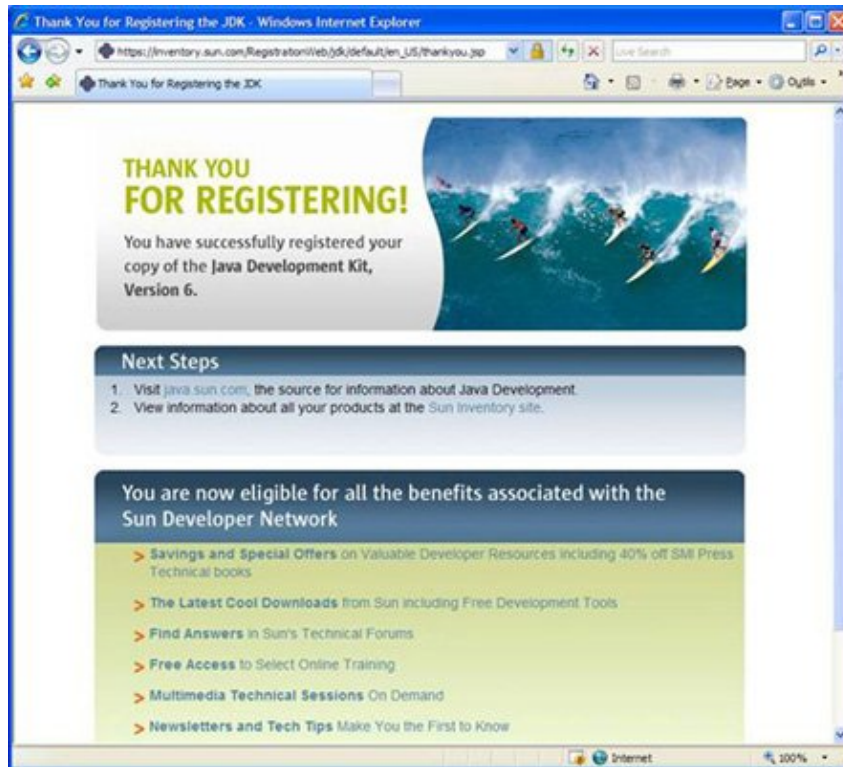 Thank You for Registering the JDK - Windows Internet Explorer
https://inventory.sun.com/RegistrationWeb/jdk/default/en_US/thankyou.jsp
Live Search
Thank You for Registering the JDK
Page
Outils
THANK YOU
FOR REGISTERING!
You have successfully registered your
copy of the Java Development Kit,
Version 6.
Next Steps
1. Visit java.sun.com, the source for information about Java Development.
2. View information about all your products at the Sun Inventory site.
You are now eligible for all the benefits associated with the
Sun Developer Network
> Savings and Special Offers on Valuable Developer Resources including 40% off SMI Press
Technical books
> The Latest Cool Downloads from Sun including Free Development Tools
> Find Answers in Sun's Technical Forums
> Free Access to Select Online Training
> Multimedia Technical Sessions On Demand
> Newsletters and Tech Tips Make You the First to Know
Internet
100%